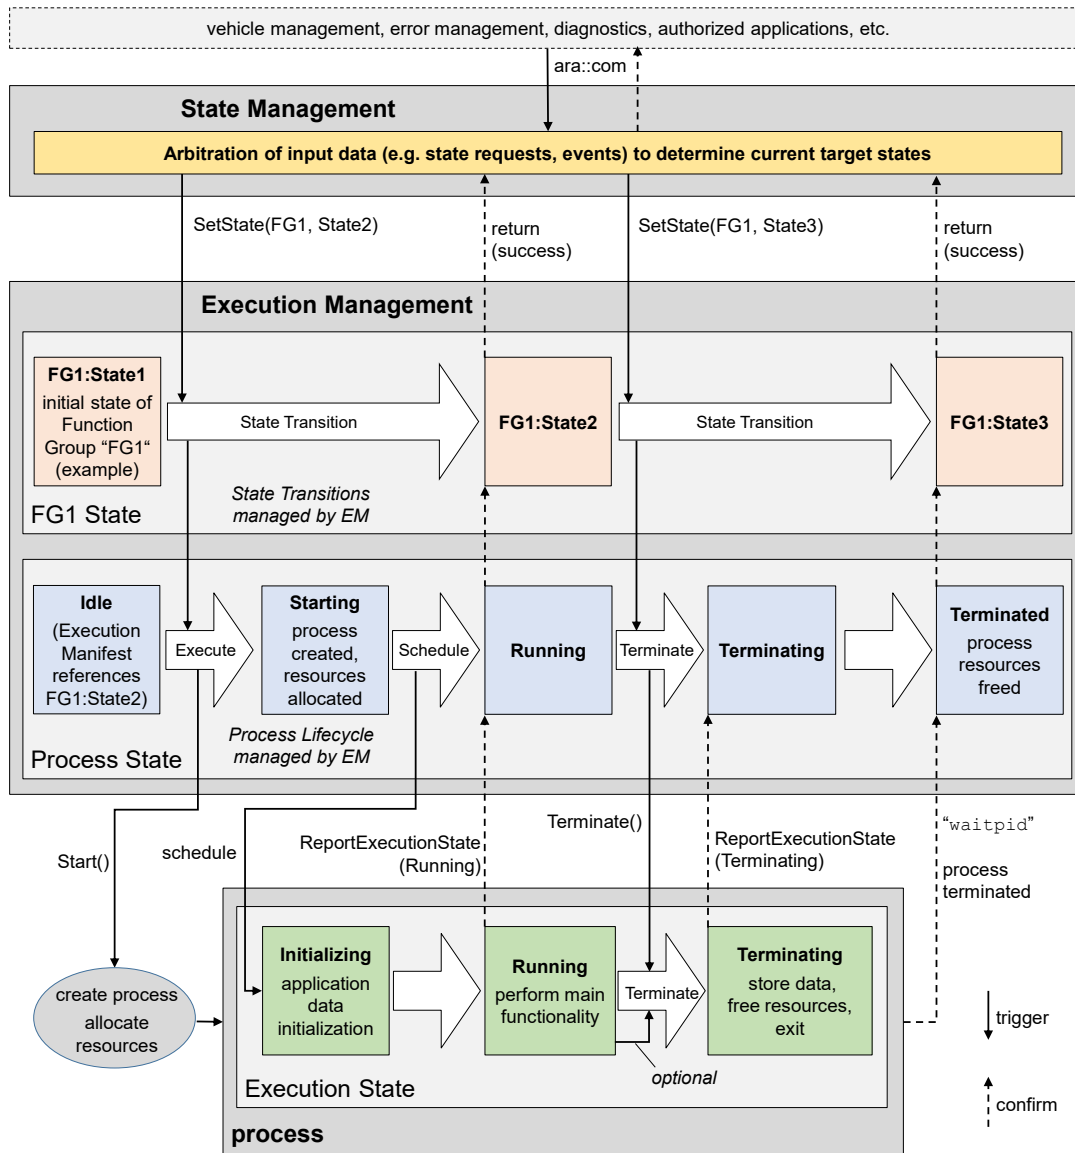 vehicle management, error management, diagnostics, authorized applications, etc.
ara::com
State Management
Arbitration of input data (e.g. state requests, events) to determine current target states
SetState(FG1, State2)
return
(success)
SetState(FG1, State3)
return
(success)
Execution Management
FG1:State1
initial state of
Function
Group “FG1“
(example)
State Transition
FG1:State2
State Transition
FG1:State3
State Transitions
managed by EM
FG1 State
Idle
(Execution
Manifest
references
FG1:State2)
Execute
Starting
process
created,
resources
allocated
Schedule
Running
Terminate
Terminating
Terminated
process
resources
freed
Process Lifecycle
managed by EM
Process State
Start()
schedule
ReportExecutionState
(Running)
Terminate()
ReportExecutionState
(Terminating)
“waitpid”
process
terminated
create process
allocate
resources
Initializing
application
data
initialization
Running
perform main
functionality
Terminate
Terminating
store data,
free resources,
exit
optional
Execution State
process
trigger
confirm